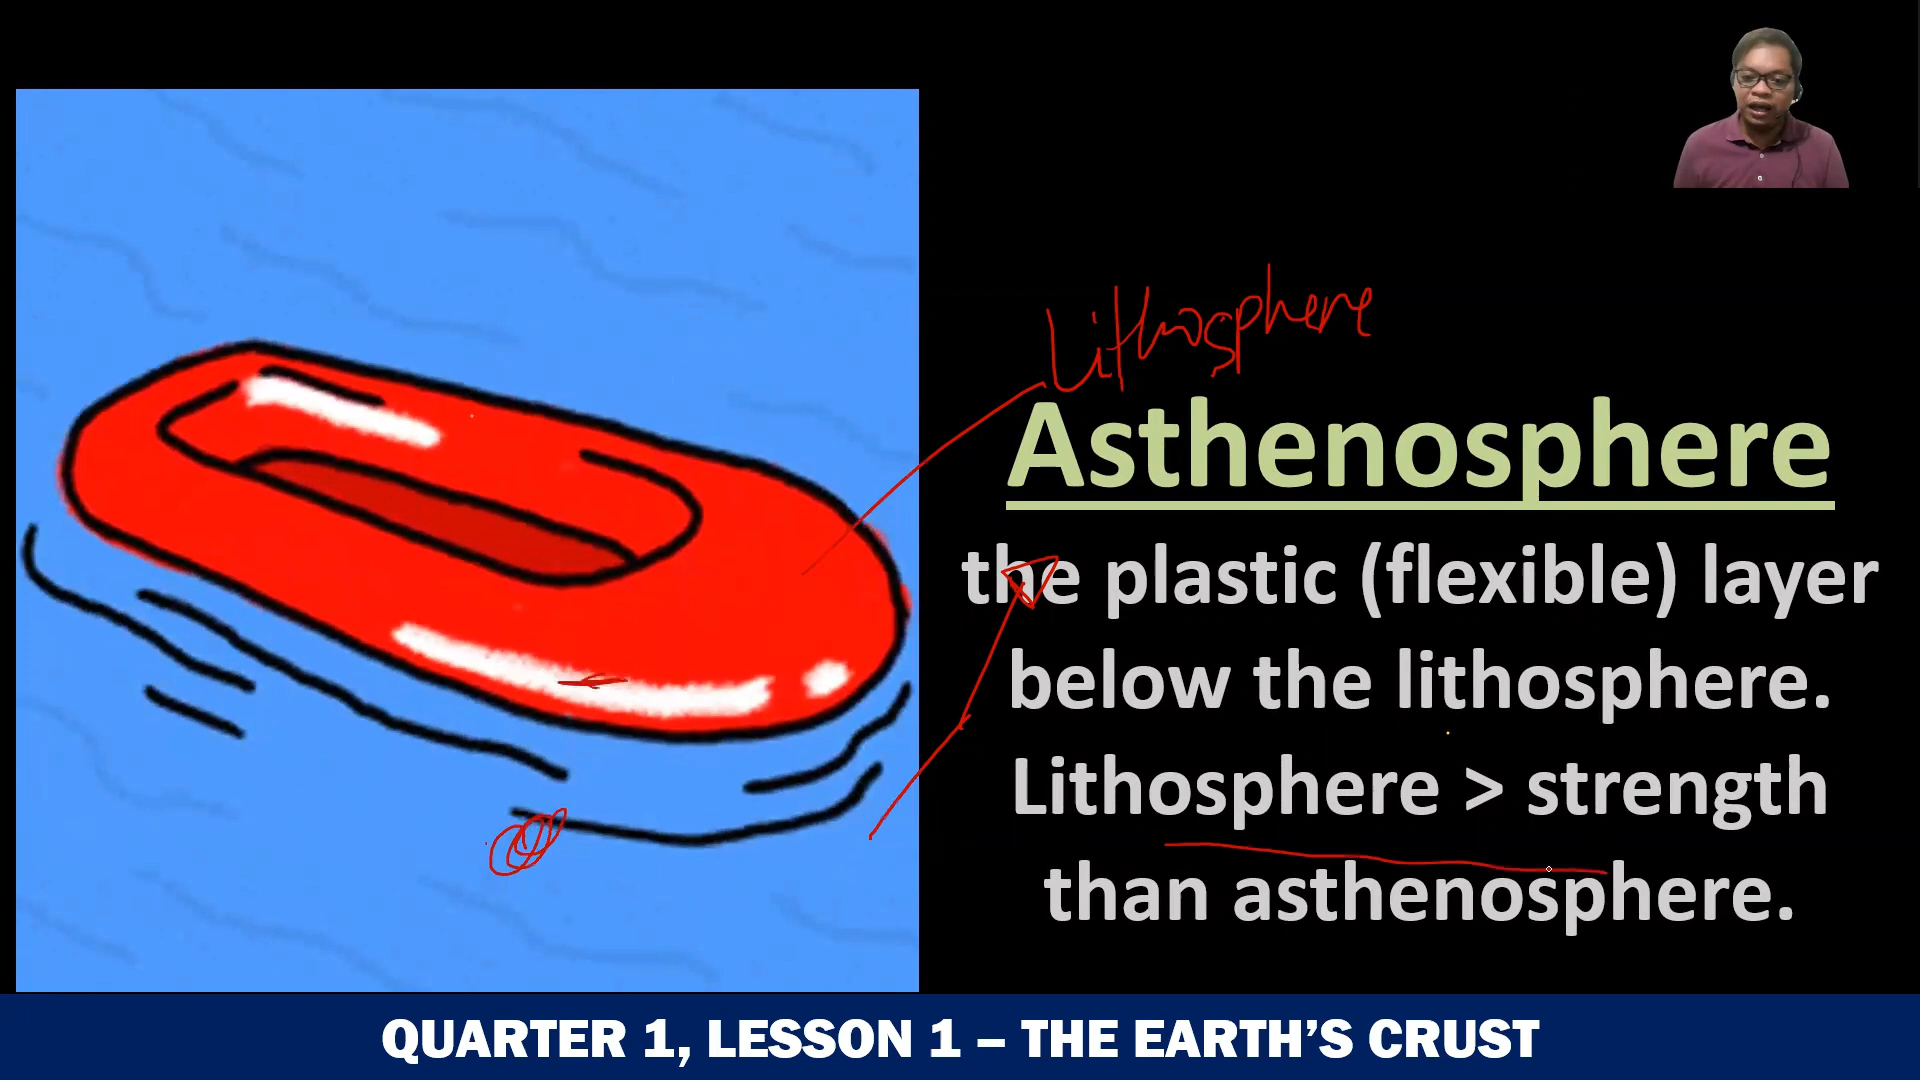 Lithosphere
Asthenosphere
the plastic (flexible) layer
below the lithosphere.
Lithosphere > strength
than asthenosphere.
QUARTER 1, LESSON 1 – THE EARTH’S CRUST